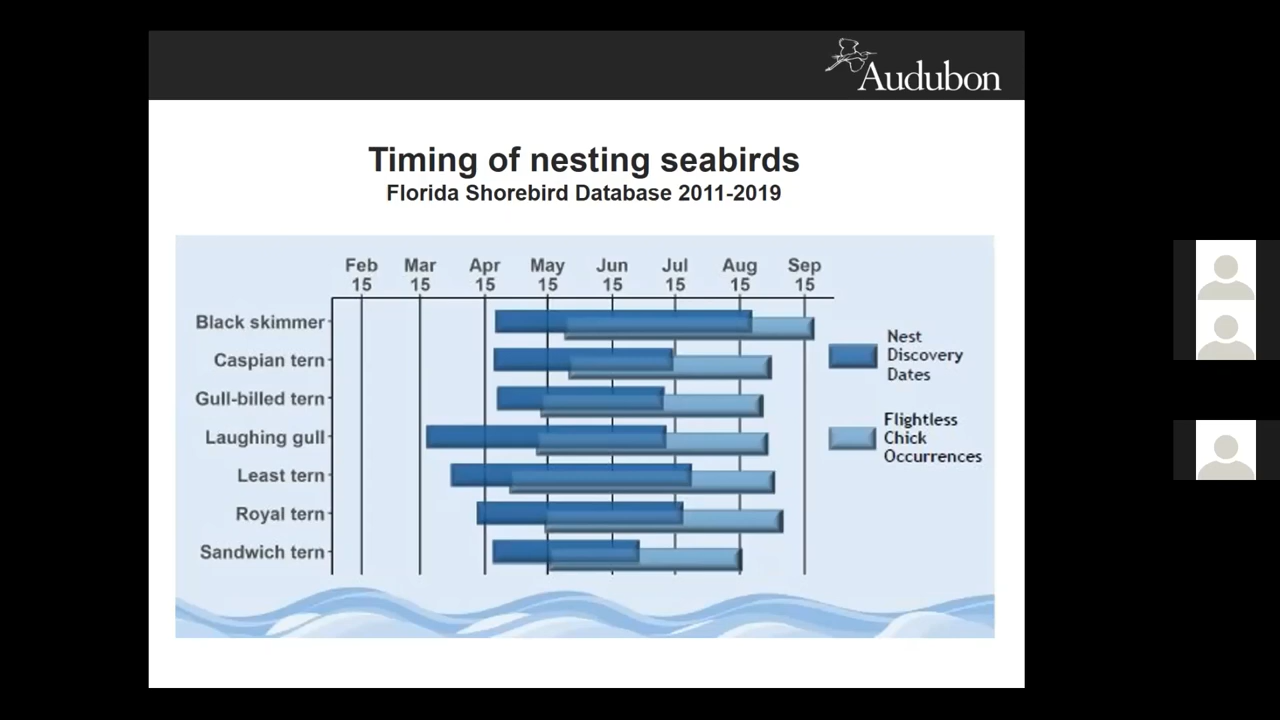 Audubon
Timing of nesting seabirds
Florida Shorebird Database 2011-2019
Feb Mar Apr May Jun Jul Aug Sep
15 15 15 15 15 15 15 15
Black skimmer
Caspian tern
Gull-billed tern
Laughing gull
Least tern
Royal tern
Sandwich tern
Nest
Discovery
Dates
Flightless
Chick
Occurrences